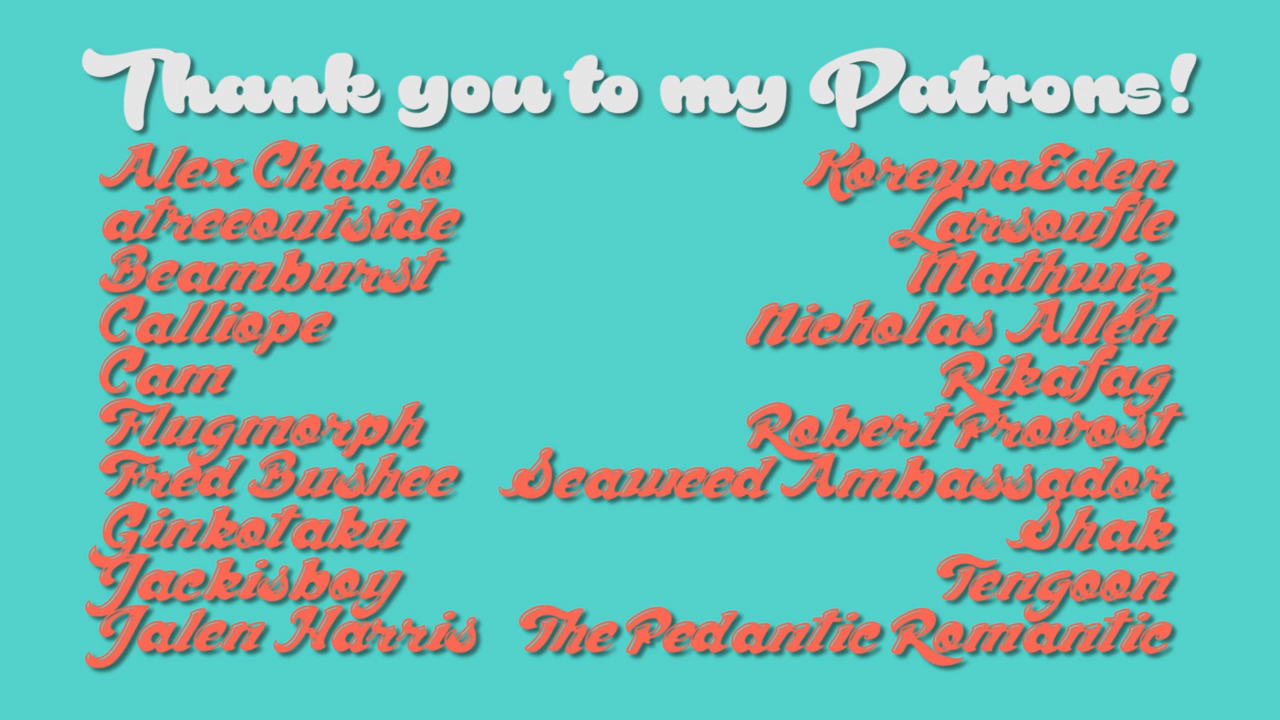 Thank you to my Patrons!
Alex Chablo
atreeoutside
Beamburst
Calliope
Cam
Flugmorph
Fred Bushee
Ginkotaku
Jackisboy
Jalen Harris
KorewaEden
Larsoufle
Mathwiz
Nicholas Allen
Rikafag
Robert Provost
Seaweed Ambassador
Shak
Tengoon
The Pedantic Romantic